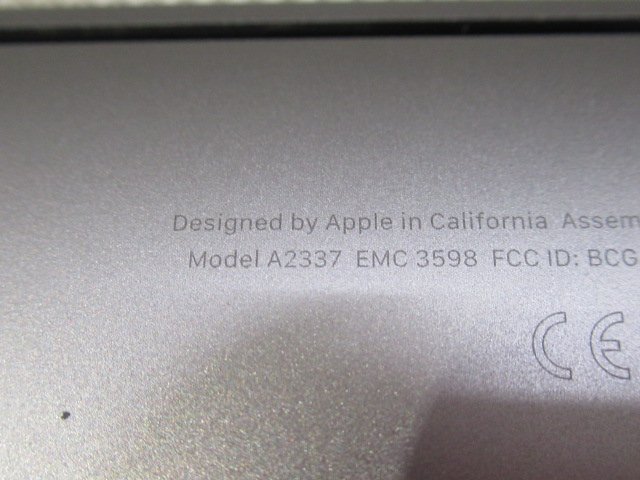 Designed by Apple in California Assem
Model A2337 EMC 3598 FCC ID: BCG
CE